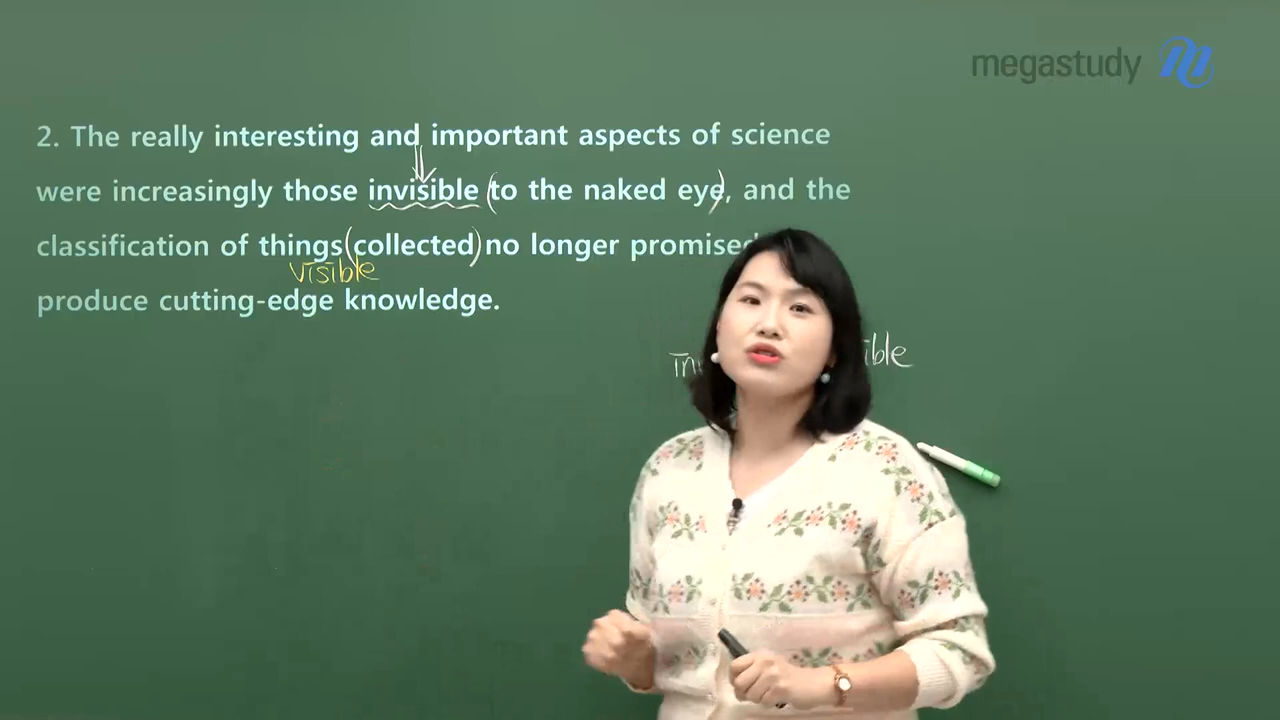 megastudy
2. The really interesting and important aspects of science
were increasingly those invisible (to the naked eye), and the
classification of things (collected) no longer promised
visible
produce cutting-edge knowledge.